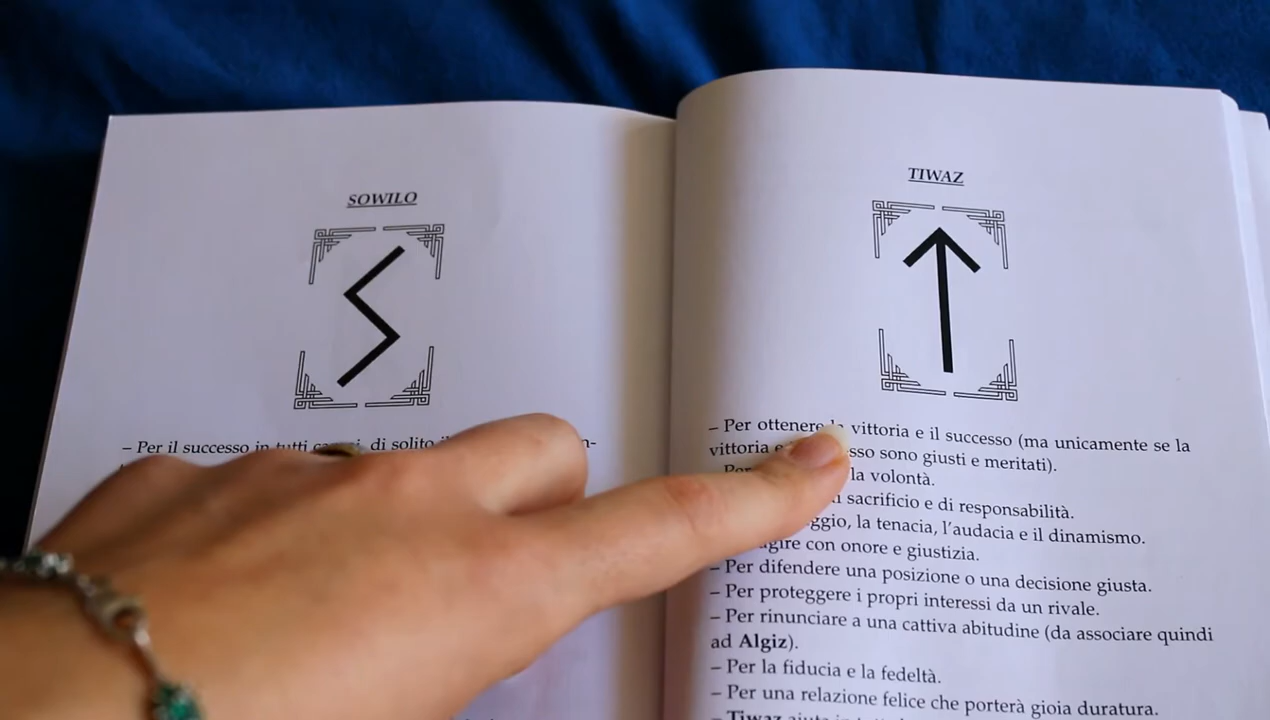 SOWILO
– Per il successo in tutti di solito
TIWAZ
– Per ottenere la vittoria e il successo (ma unicamente se la
vittoria e sono giusti e meritati).
– Per la volontà.
sacrificio e di responsabilità.
la tenacia, l'audacia e il dinamismo.
agire con onore e giustizia.
– Per difendere una posizione o una decisione giusta.
– Per proteggere i propri interessi da un rivale.
– Per rinunciare a una cattiva abitudine (da associare quindi
ad Algiz).
– Per la fiducia e la fedeltà.
– Per una relazione felice che porterà gioia duratura.
– Tiwaz